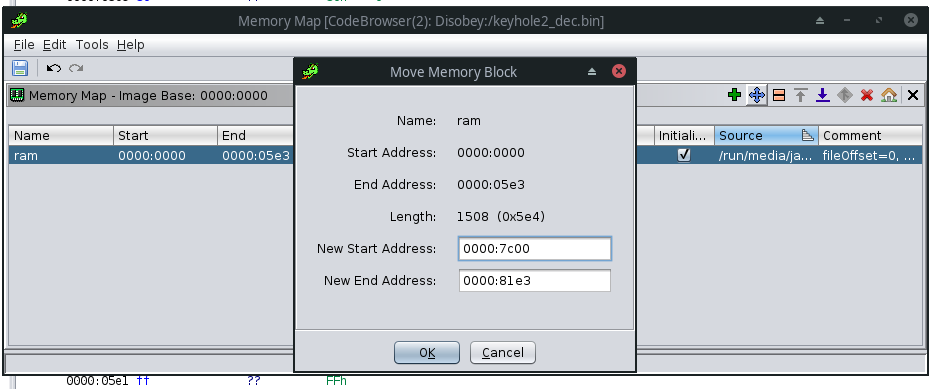 Memory Map [CodeBrowser(2): Disobey:/keyhole2_dec.bin]
File Edit Tools Help
Memory Map - Image Base: 0000:0000
Name Start End Initiali... Source Comment
ram 0000:0000 0000:05e3 /run/media/ja... fileOffset=0, ...
Move Memory Block
Name: ram
Start Address: 0000:0000
End Address: 0000:05e3
Length: 1508 (0x5e4)
New Start Address: 0000:7c00
New End Address: 0000:81e3
OK Cancel
0000:05e1 ff ?? FFh